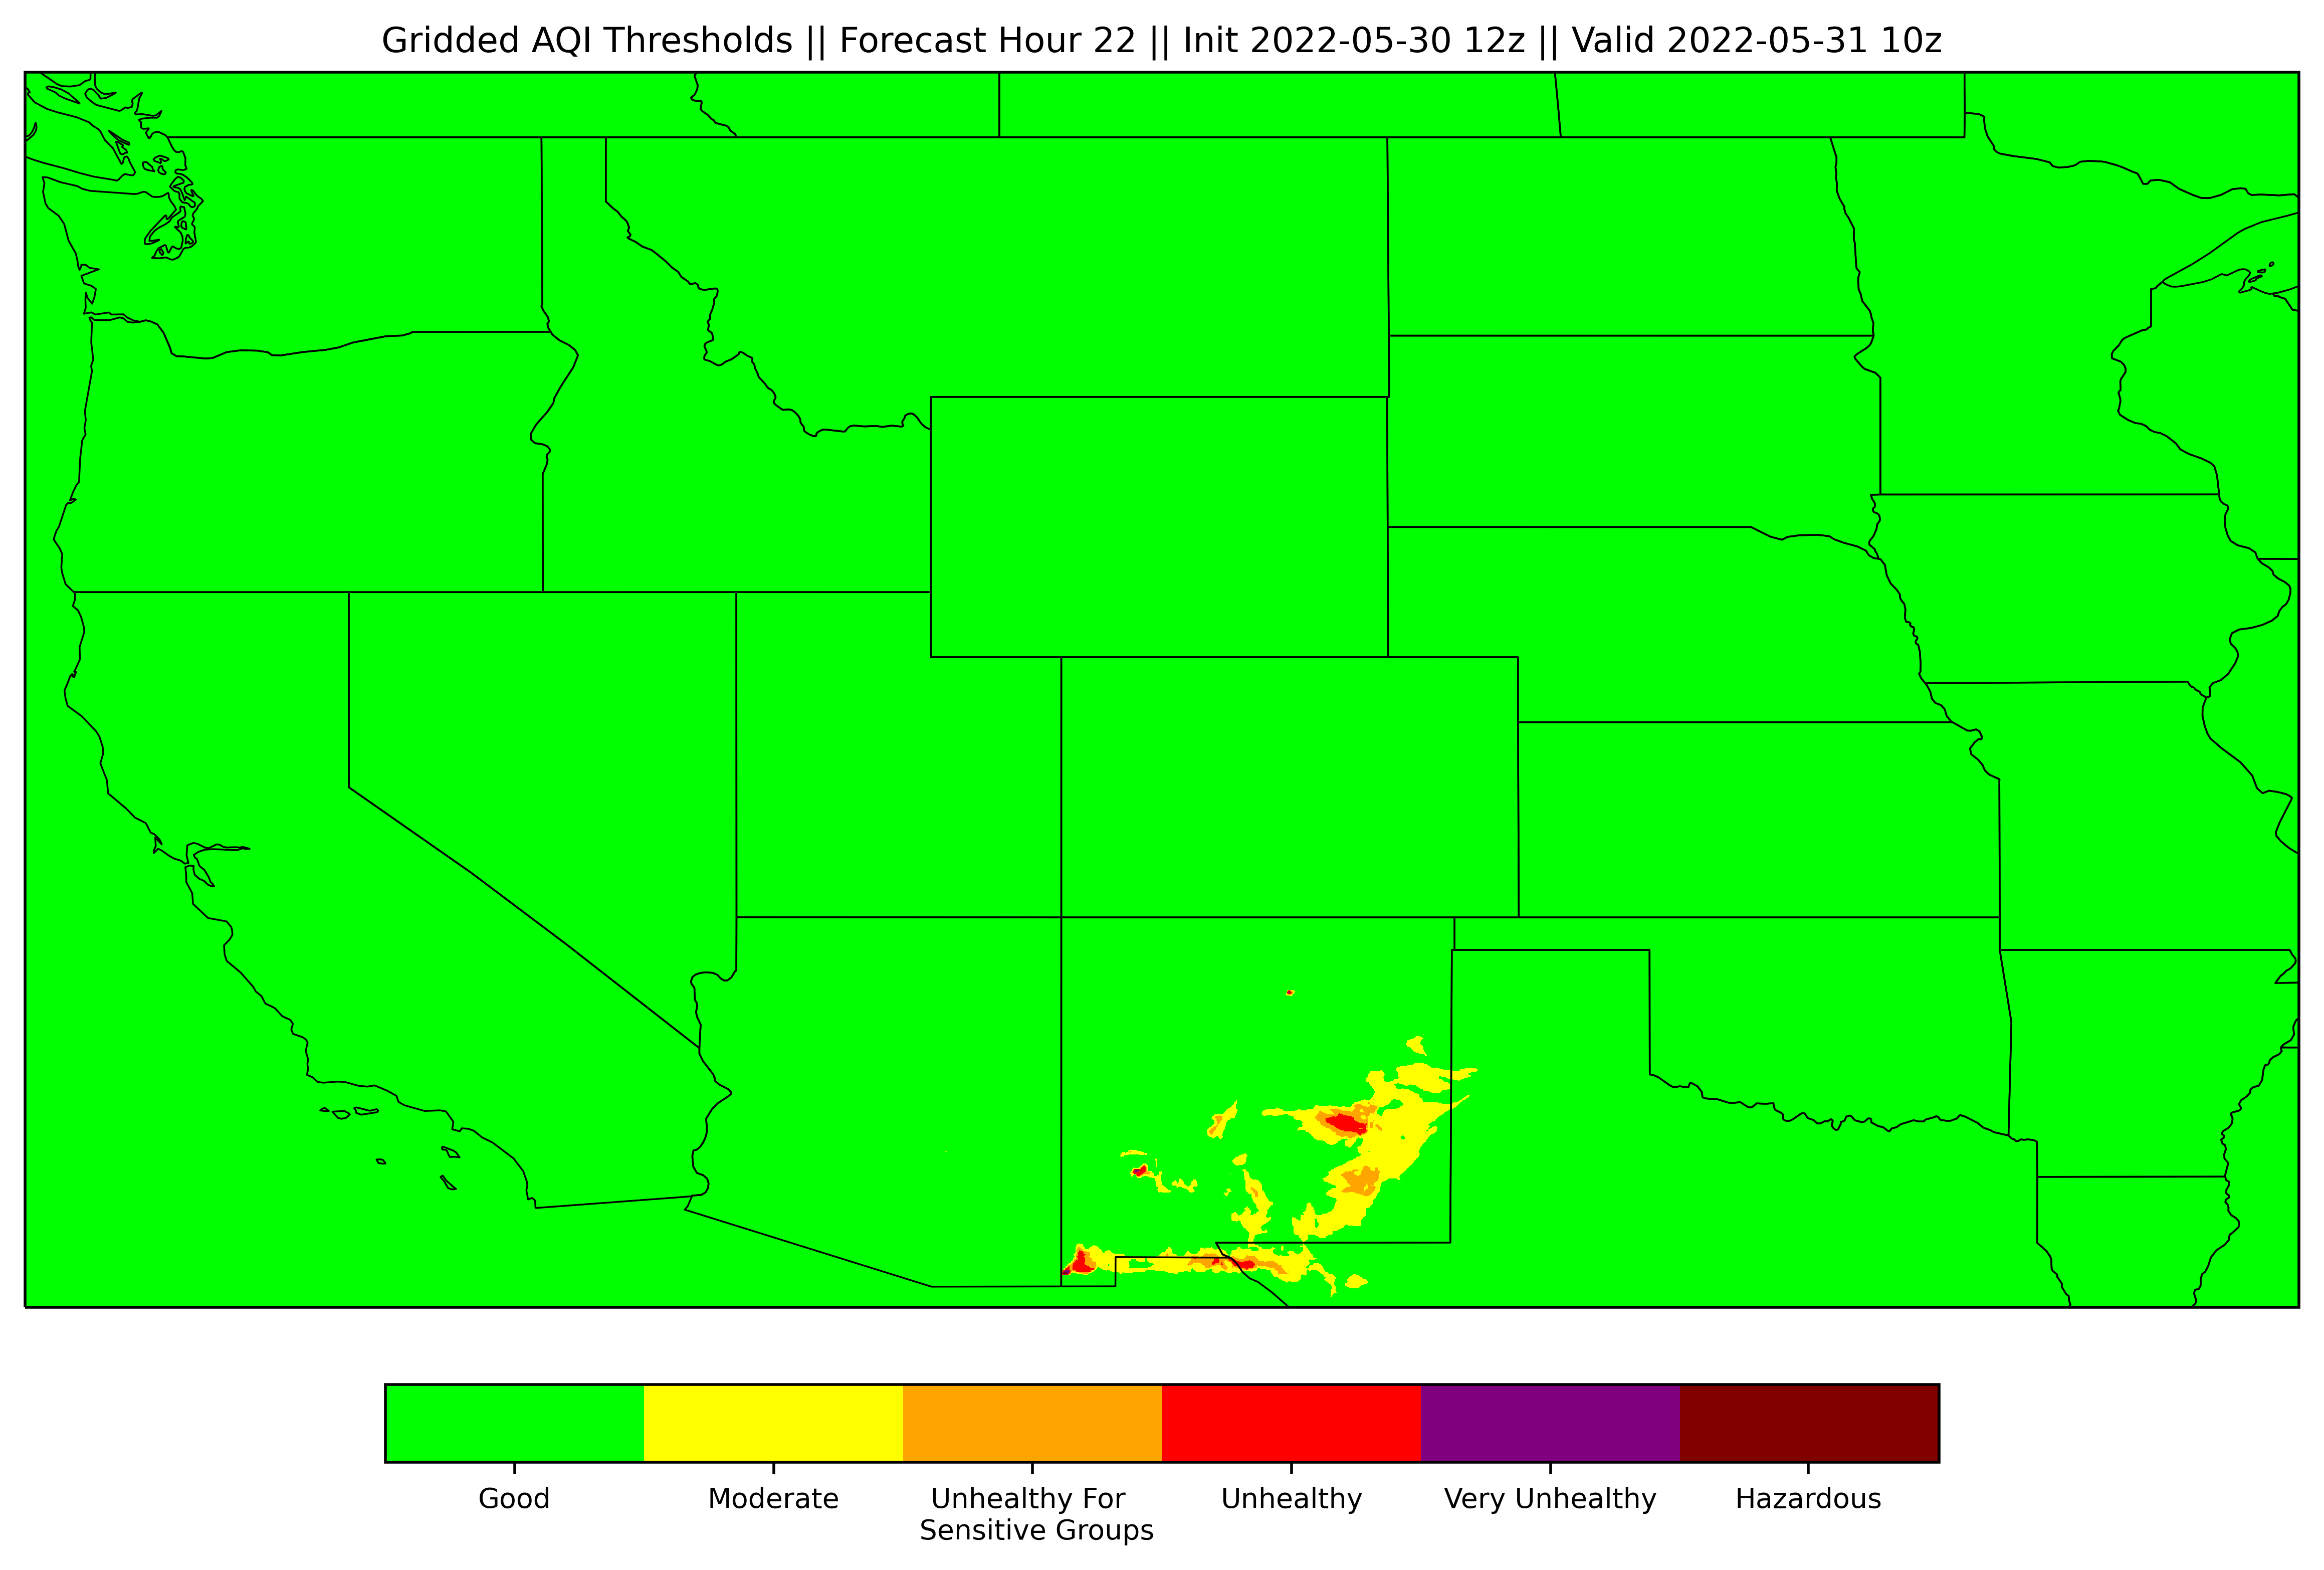 Gridded AQI Thresholds || Forecast Hour 22 || Init 2022-05-30 12z || Valid 2022-05-31 10z
Good
Moderate
Unhealthy For
Sensitive Groups
Unhealthy
Very Unhealthy
Hazardous